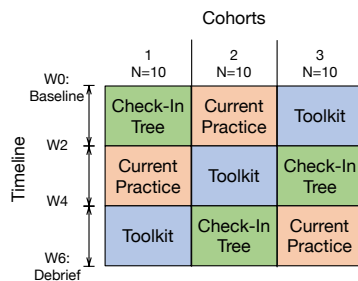 Cohorts
1 2 3
N=10 N=10 N=10
W0:
Baseline
Check-In
Tree
Current
Practice
Toolkit
W2
Current
Practice
Toolkit
Check-In
Tree
W4
Toolkit
Check-In
Tree
Current
Practice
W6:
Debrief
Timeline